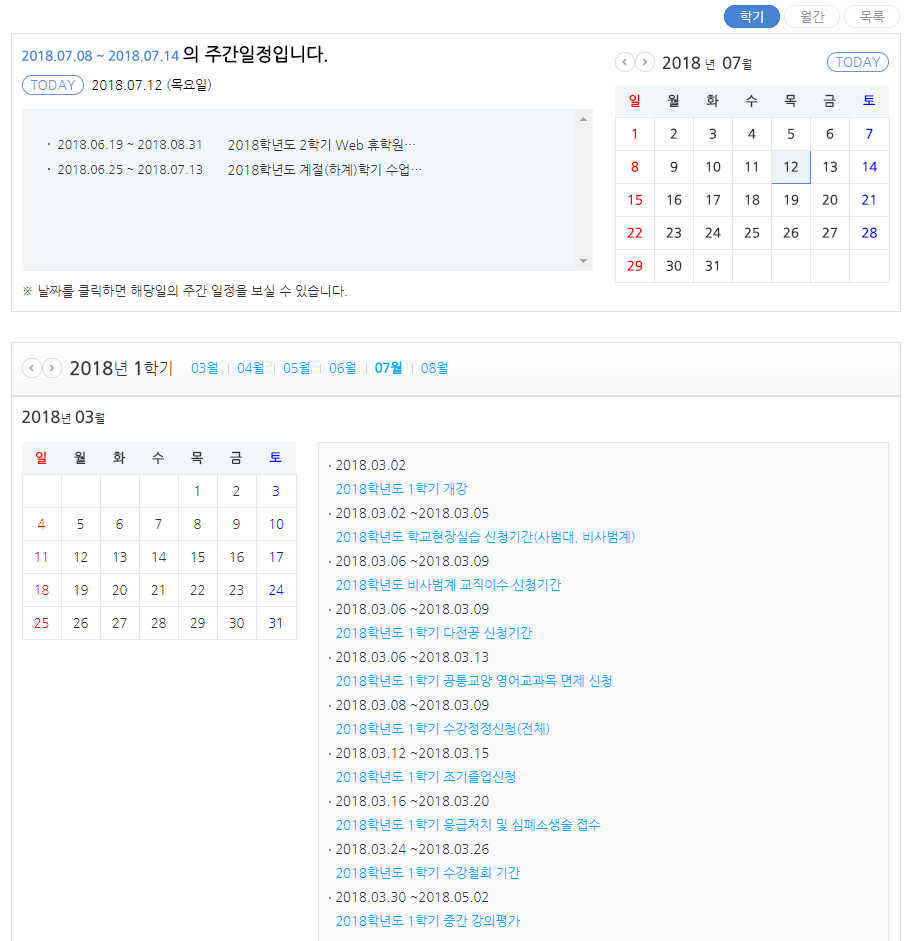 학기 월간 목록
2018.07.08 ~ 2018.07.14 의 주간일정입니다.
TODAY 2018.07.12 (목요일)
· 2018.06.19 ~ 2018.08.31 2018학년도 2학기 Web 휴학원…
· 2018.06.25 ~ 2018.07.13 2018학년도 계절(하계)학기 수업…
※ 날짜를 클릭하면 해당일의 주간 일정을 보실 수 있습니다.
2018 년 07월 TODAY
일 월 화 수 목 금 토
1 2 3 4 5 6 7
8 9 10 11 12 13 14
15 16 17 18 19 20 21
22 23 24 25 26 27 28
29 30 31
2018년 1학기 03월 04월 05월 06월 07월 08월
2018년 03월
일 월 화 수 목 금 토
1 2 3
4 5 6 7 8 9 10
11 12 13 14 15 16 17
18 19 20 21 22 23 24
25 26 27 28 29 30 31
· 2018.03.02
2018학년도 1학기 개강
· 2018.03.02 ~2018.03.05
2018학년도 학교현장실습 신청기간(사범대, 비사범계)
· 2018.03.06 ~2018.03.09
2018학년도 비사범계 교직이수 신청기간
· 2018.03.06 ~2018.03.09
2018학년도 1학기 다전공 신청기간
· 2018.03.06 ~2018.03.13
2018학년도 1학기 공통교양 영어교과목 면제 신청
· 2018.03.08 ~2018.03.09
2018학년도 1학기 수강정정신청(전체)
· 2018.03.12 ~2018.03.15
2018학년도 1학기 조기졸업신청
· 2018.03.16 ~2018.03.20
2018학년도 1학기 응급처치 및 심폐소생술 접수
· 2018.03.24 ~2018.03.26
2018학년도 1학기 수강철회 기간
· 2018.03.30 ~2018.05.02
2018학년도 1학기 중간 강의평가